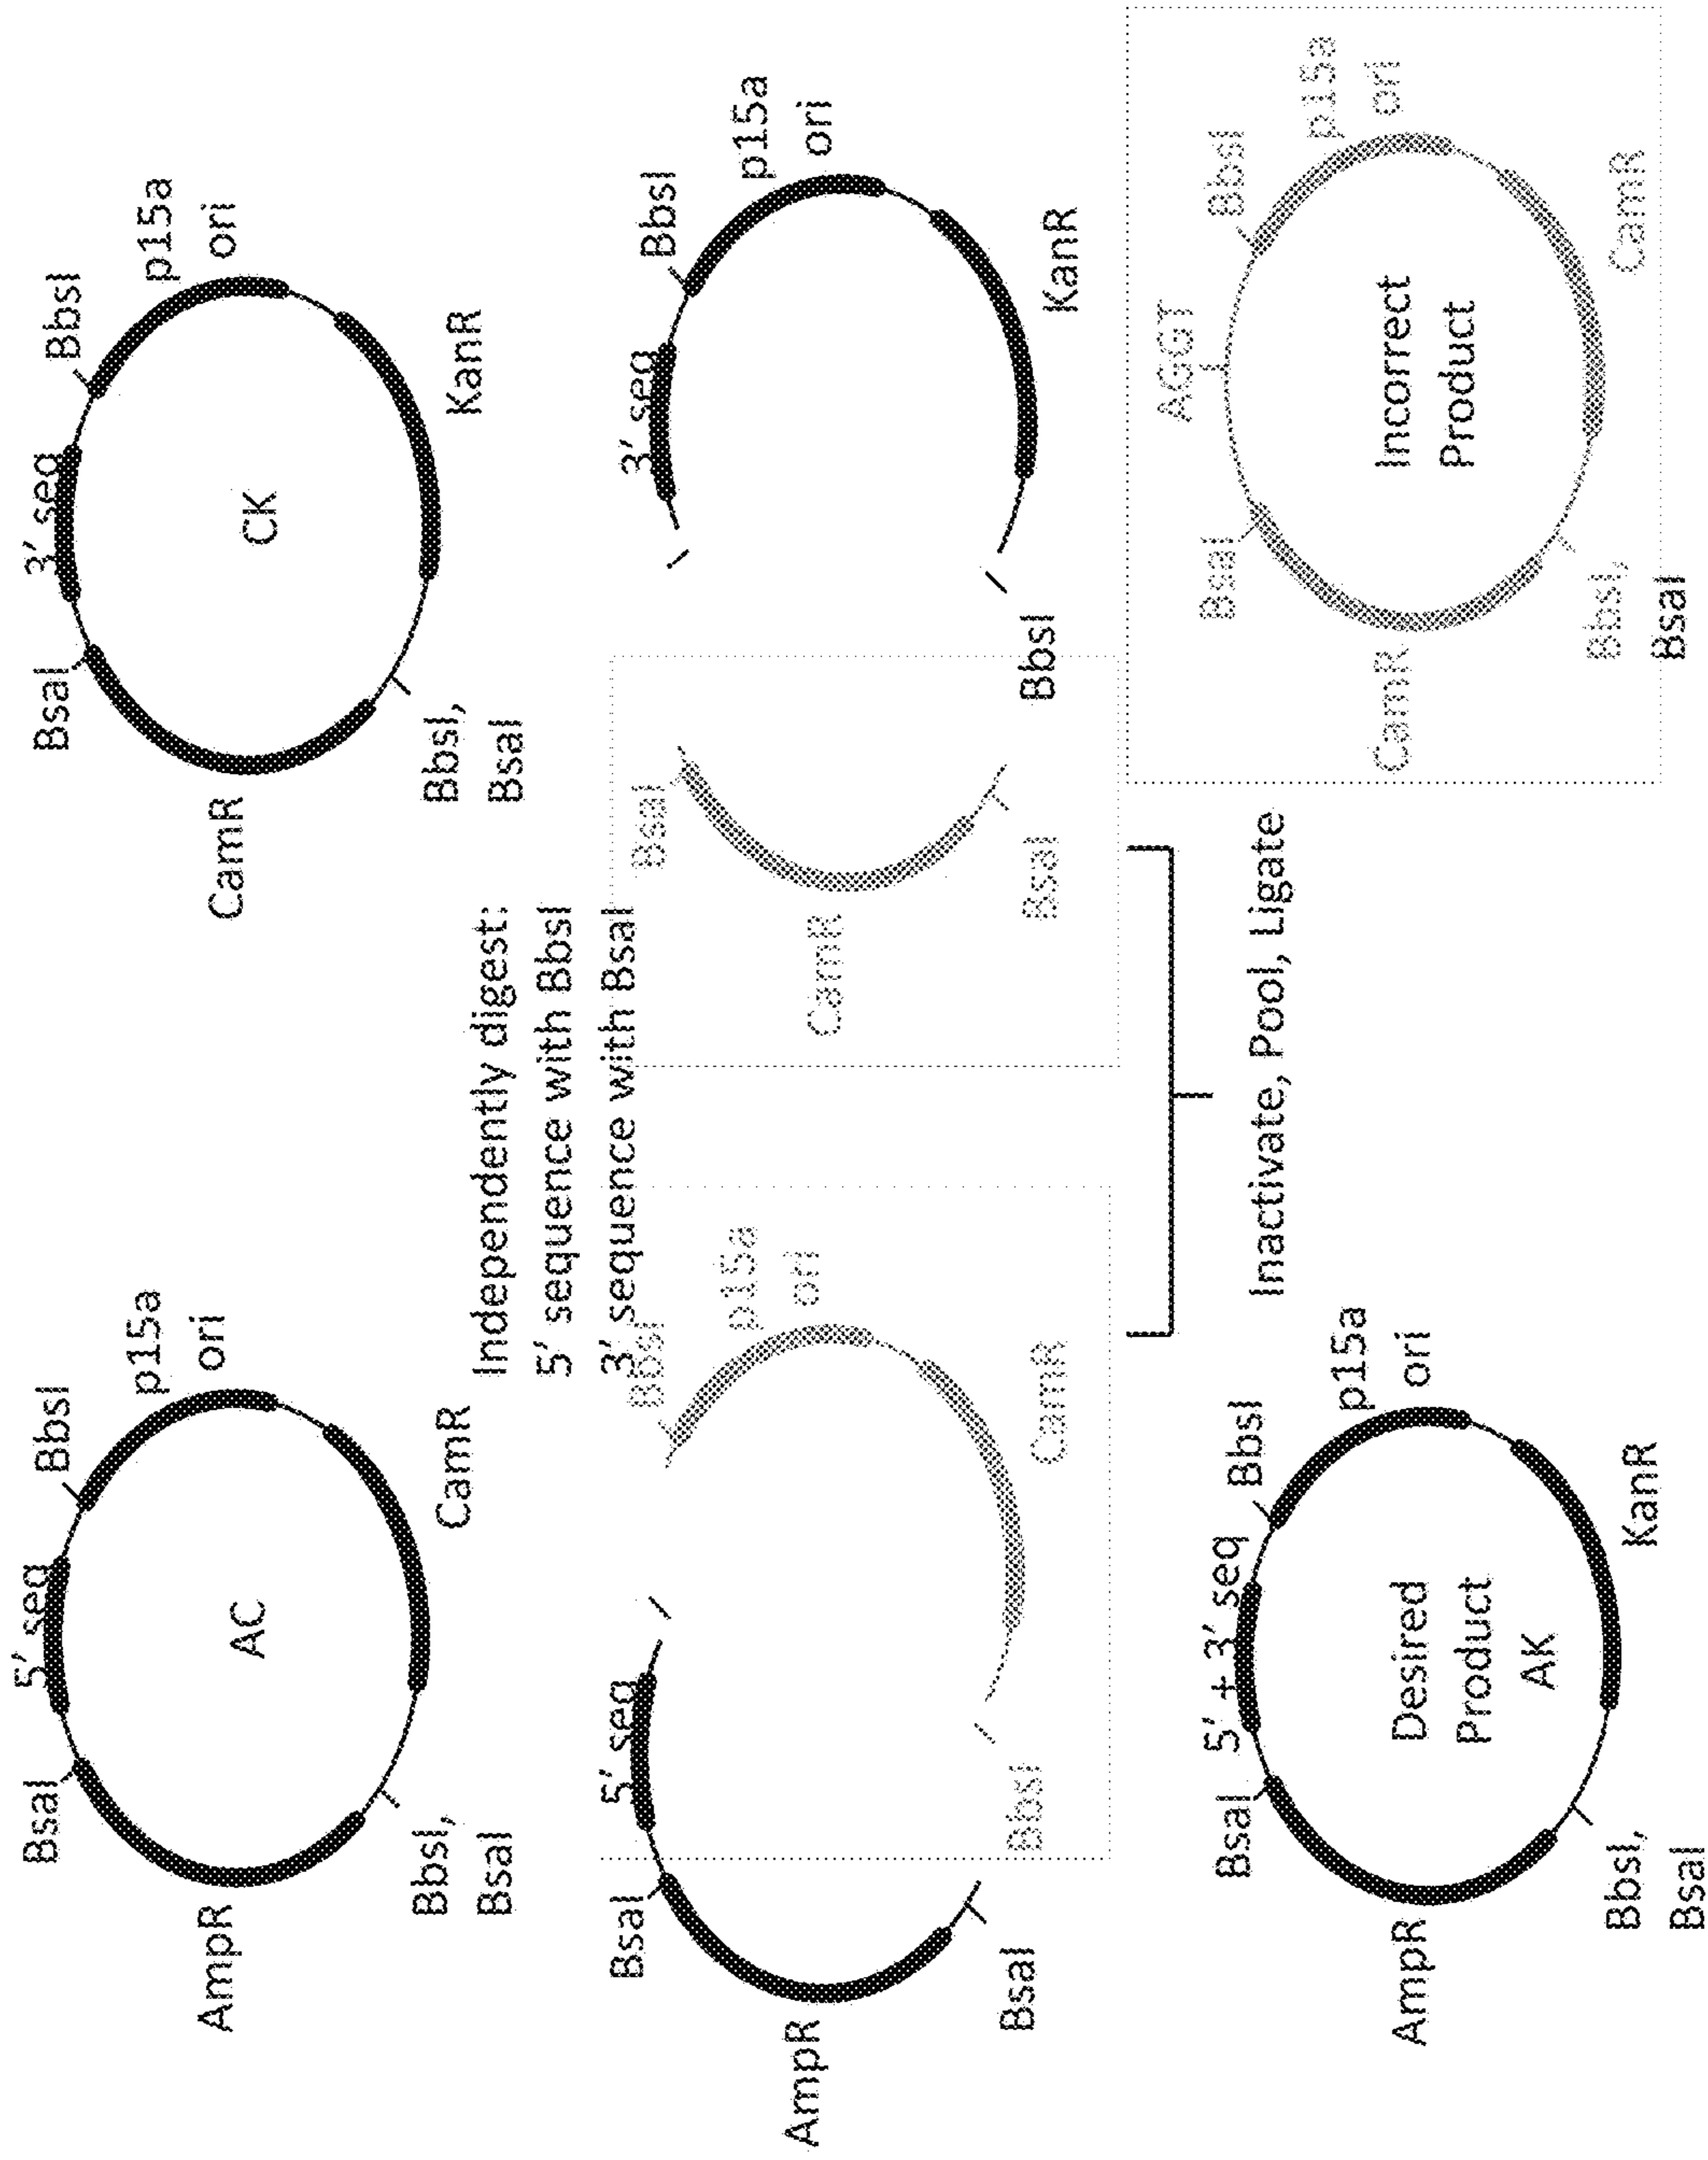 5' seq
BsaI
BbsI
p15a
ori
AmpR
AC
CamR
BbsI,
BsaI
3' seq
BsaI
BbsI
p15a
ori
CamR
CK
KanR
BbsI,
BsaI
Independently digest:
5' sequence with BbsI
3' sequence with BsaI
5' seq
BsaI
AmpR
BsaI
BbsI
p15a
ori
CamR
BbsI
BsaI
CamR
BsaI
3' seq
BbsI
p15a
ori
KanR
BbsI
Inactivate, Pool, Ligate
5' + 3' seq
BsaI
BbsI
p15a
ori
AmpR
Desired
Product
AK
KanR
BbsI,
BsaI
AGGT
BsaI
BbsI
p15a
ori
CamR
Incorrect
Product
CamR
BbsI,
BsaI